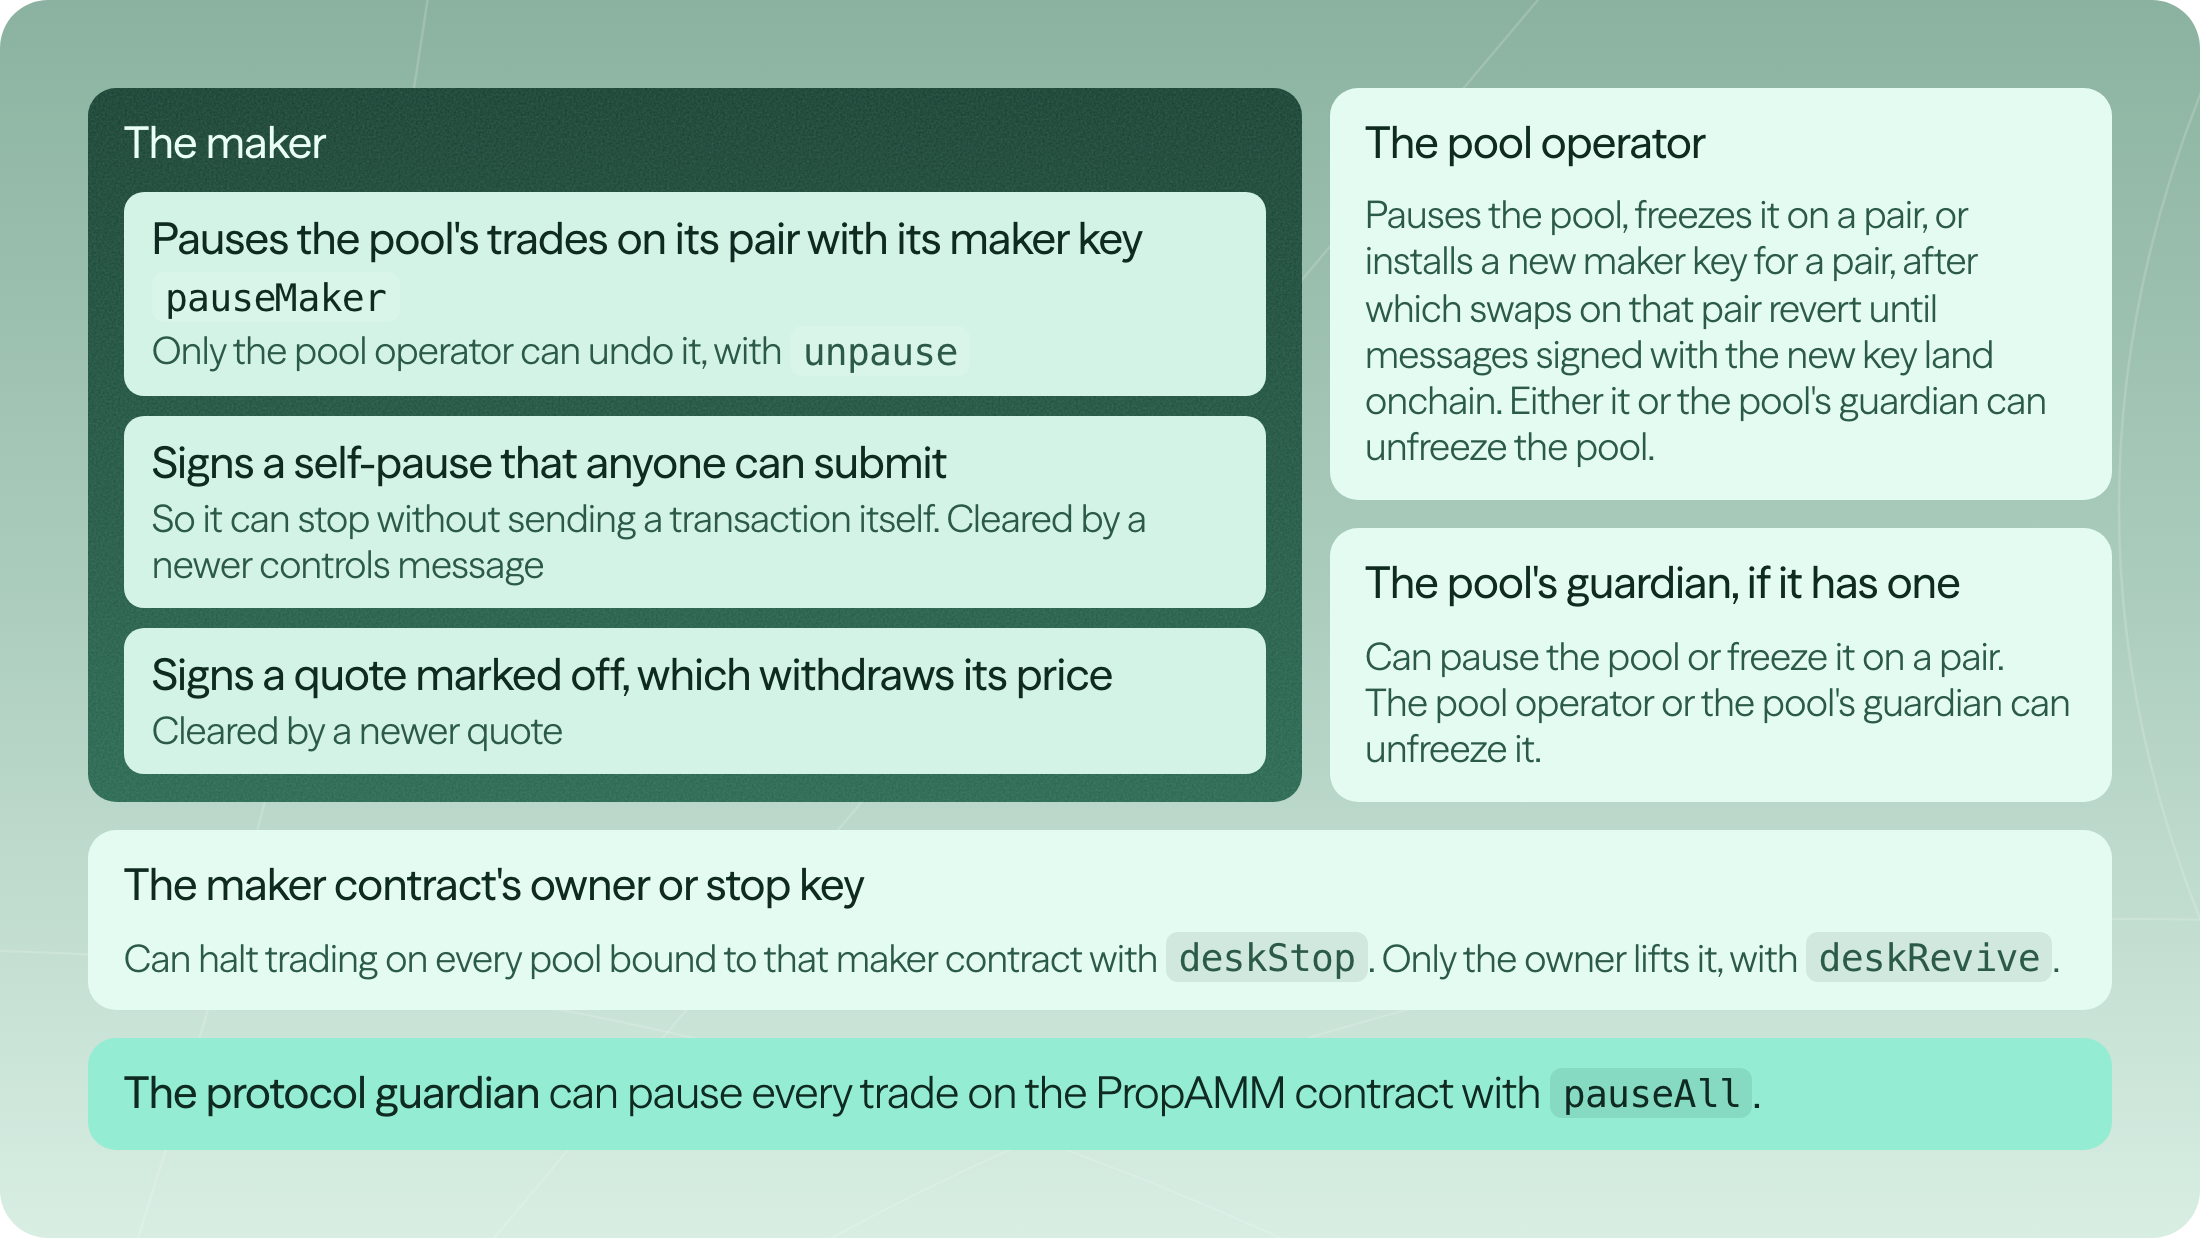 The maker
Pauses the pool's trades on its pair with its maker key
pauseMaker
Only the pool operator can undo it, with unpause
Signs a self-pause that anyone can submit
So it can stop without sending a transaction itself. Cleared by a
newer controls message
Signs a quote marked off, which withdraws its price
Cleared by a newer quote
The pool operator
Pauses the pool, freezes it on a pair, or
installs a new maker key for a pair, after
which swaps on that pair revert until
messages signed with the new key land
onchain. Either it or the pool's guardian can
unfreeze the pool.
The pool's guardian, if it has one
Can pause the pool or freeze it on a pair.
The pool operator or the pool's guardian can
unfreeze it.
The maker contract's owner or stop key
Can halt trading on every pool bound to that maker contract with deskStop. Only the owner lifts it, with deskRevive.
The protocol guardian can pause every trade on the PropAMM contract with pauseAll.